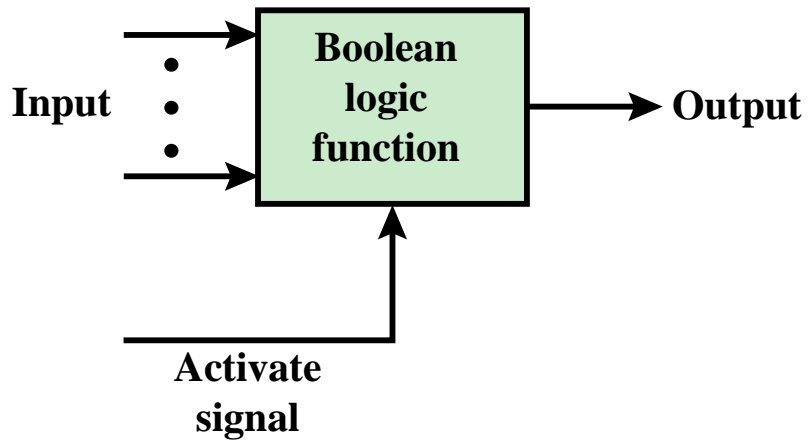 Boolean
logic
function
Input
Output
Activate
signal